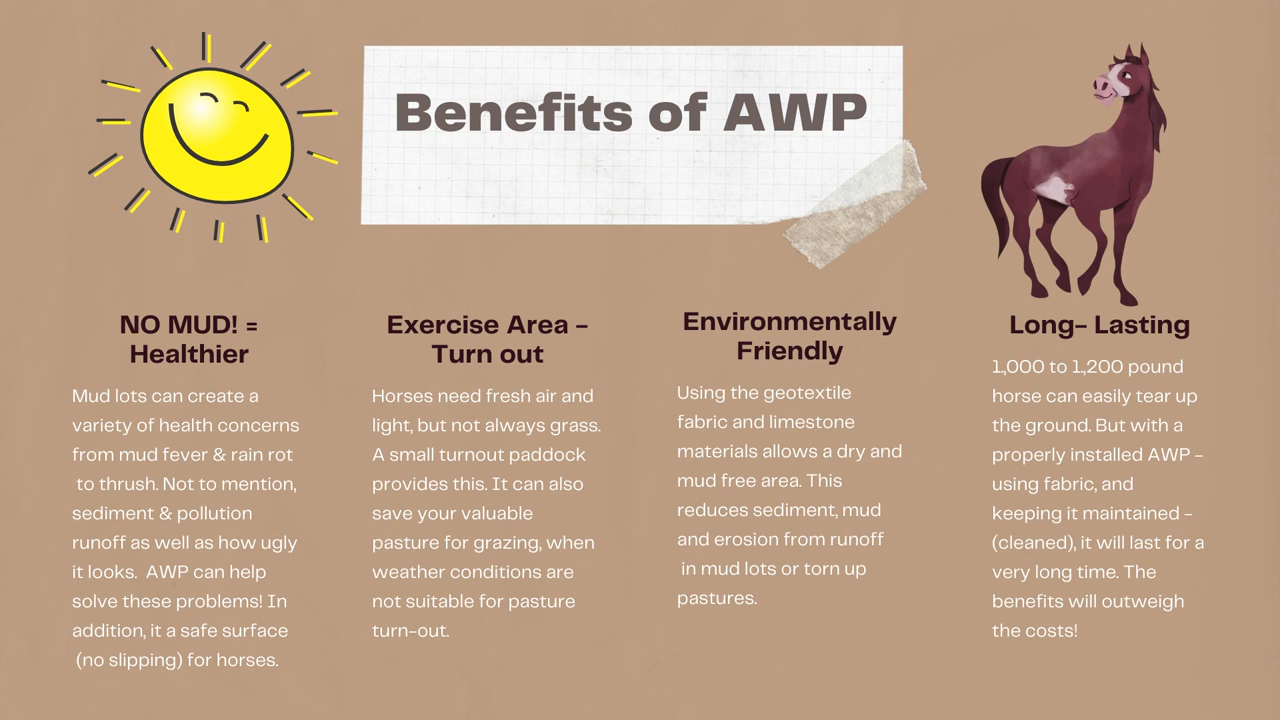 Benefits of AWP
NO MUD! =
Healthier
Mud lots can create a
variety of health concerns
from mud fever & rain rot
to thrush. Not to mention,
sediment & pollution
runoff as well as how ugly
it looks.  AWP can help
solve these problems! In
addition, it a safe surface
(no slipping) for horses.
Exercise Area -
Turn out
Horses need fresh air and
light, but not always grass.
A small turnout paddock
provides this. It can also
save your valuable
pasture for grazing, when
weather conditions are
not suitable for pasture
turn-out.
Environmentally
Friendly
Using the geotextile
fabric and limestone
materials allows a dry and
mud free area. This
reduces sediment, mud
and erosion from runoff
in mud lots or torn up
pastures.
Long- Lasting
1,000 to 1,200 pound
horse can easily tear up
the ground. But with a
properly installed AWP -
using fabric, and
keeping it maintained -
(cleaned), it will last for a
very long time. The
benefits will outweigh
the costs!